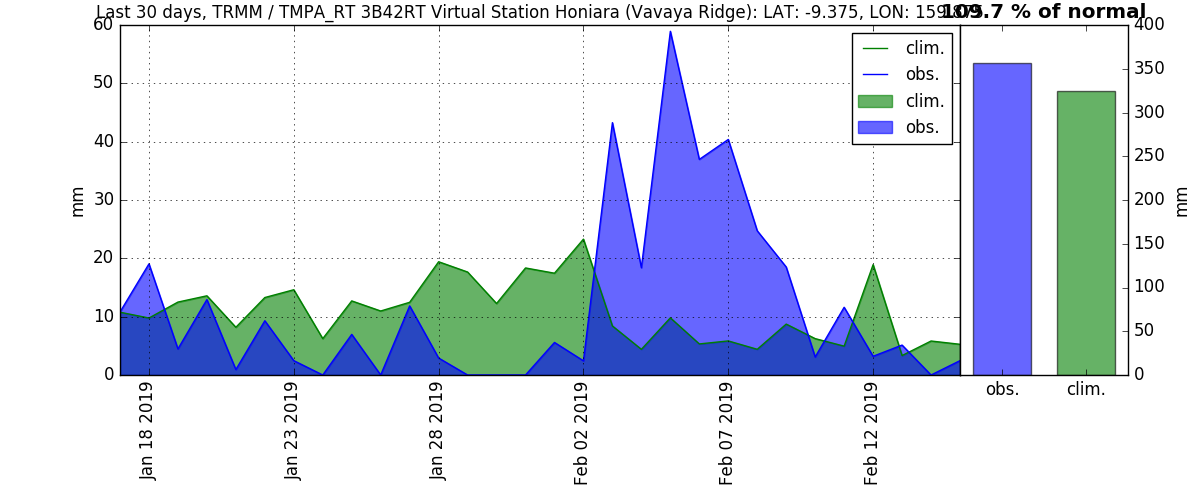 Last 30 days, TRMM / TMPA_RT 3B42RT Virtual Station Honiara (Vavaya Ridge): LAT: -9.375, LON:
109.7 % of normal
60
50
40
30
20
10
0
mm
clim.
obs.
clim.
obs.
Jan 18 2019
Jan 23 2019
Jan 28 2019
Feb 02 2019
Feb 07 2019
Feb 12 2019
400
350
300
250
200
150
100
50
0
mm
obs.
clim.